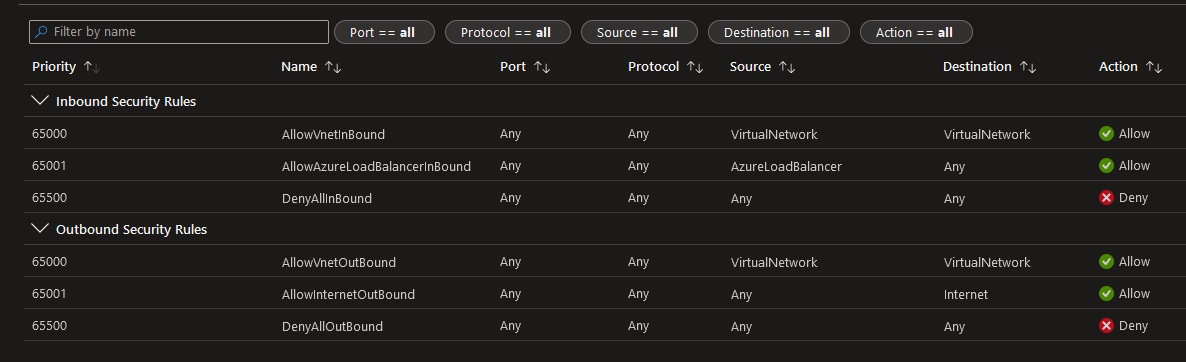 Filter by name Port == all Protocol == all Source == all Destination == all Action == all
Priority Name Port Protocol Source Destination Action
Inbound Security Rules
65000 AllowVnetInBound Any Any VirtualNetwork VirtualNetwork Allow
65001 AllowAzureLoadBalancerInBound Any Any AzureLoadBalancer Any Allow
65500 DenyAllInBound Any Any Any Any Deny
Outbound Security Rules
65000 AllowVnetOutBound Any Any VirtualNetwork VirtualNetwork Allow
65001 AllowInternetOutBound Any Any Any Internet Allow
65500 DenyAllOutBound Any Any Any Any Deny